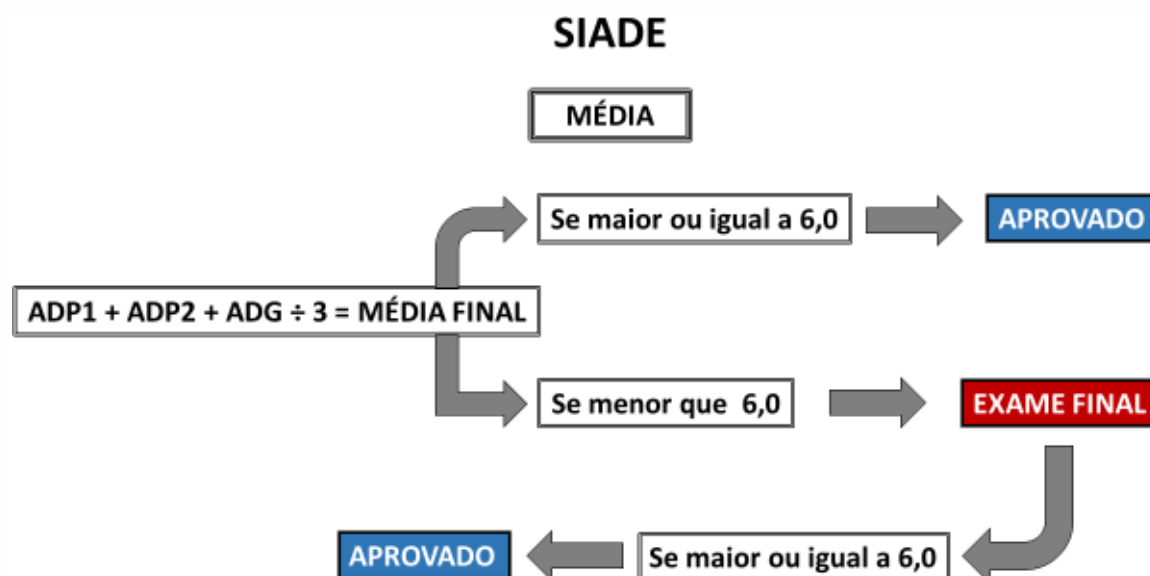 SIADE
MÉDIA
Se maior ou igual a 6,0
APROVADO
ADP1 + ADP2 + ADG ÷ 3 = MÉDIA FINAL
Se menor que 6,0
EXAME FINAL
APROVADO
Se maior ou igual a 6,0